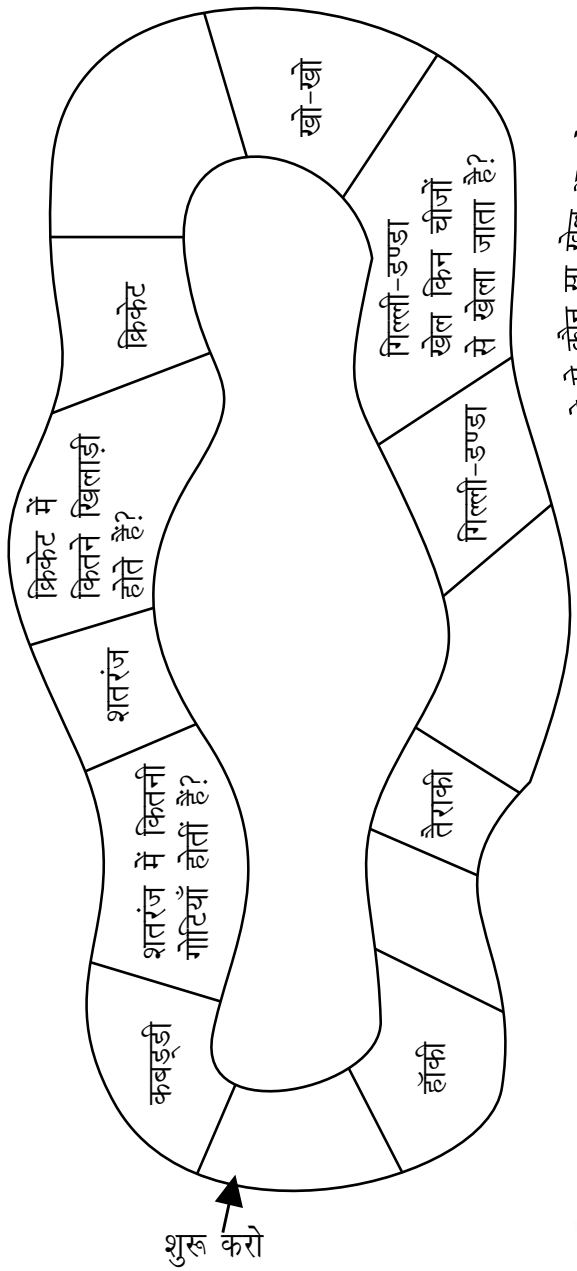 खो-खो
क्रिकेट
क्रिकेट में
कितने खिलाड़ी
होते हैं?
शतरंज
शतरंज में कितनी
गोटियाँ होतीं हैं?
कबड्डी
शुरू करो
हॉकी
तैराकी
गिल्ली-डण्डा
गिल्ली-डण्डा
खेल किन चीजों
से खेला जाता है?